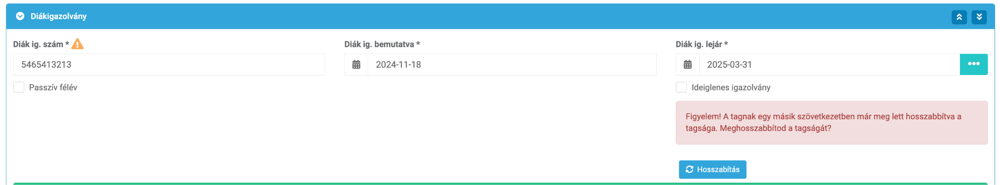 Diákigazolvány
Diák ig. szám *
Diák ig. bemutatva *
Diák ig. lejár *
5465413213
2024-11-18
2025-03-31
Passzív félév
Ideiglenes igazolvány
Figyelem! A tagnak egy másik szövetkezetben már meg lett hosszabbítva a
tagsága. Meghosszabbítod a tagságát?
Hosszabítás